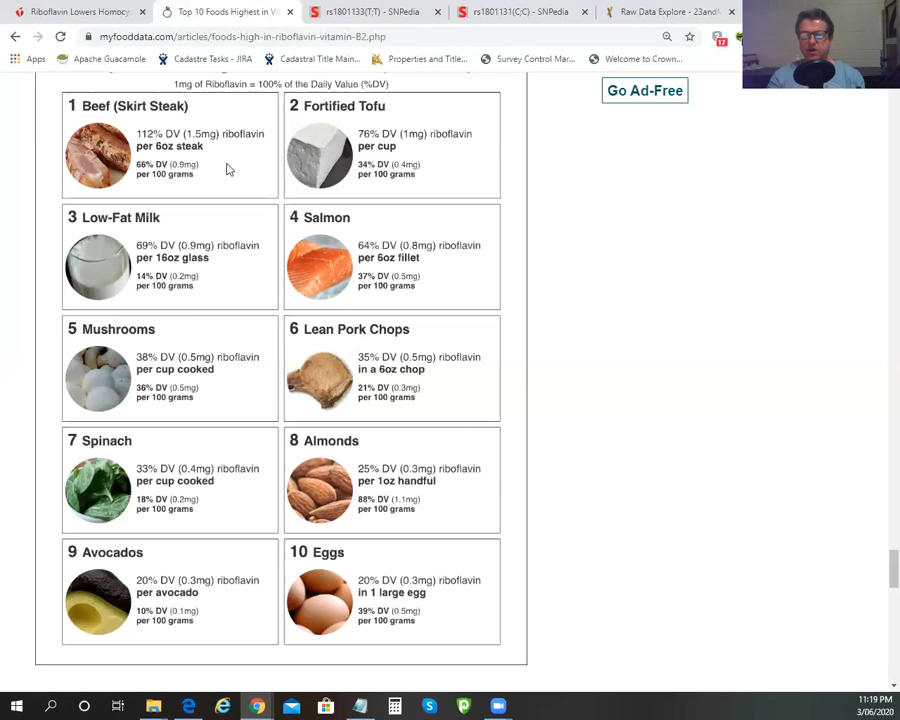 Riboflavin Lowers Homocy
Top 10 Foods Highest in Vi
rs1801133(T;T) - SNPedia
rs1801131(C;C) - SNPedia
Raw Data Explore - 23andM
myfooddata.com/articles/foods-high-in-riboflavin-vitamin-B2.php
17
Apps
Apache Guacamole
Cadastre Tasks - JIRA
Cadastral Title Main...
Properties and Title...
Survey Control Mar...
Welcome to Crown...
1mg of Riboflavin = 100% of the Daily Value (%DV)
Go Ad-Free
1 Beef (Skirt Steak)
112% DV (1.5mg) riboflavin
per 6oz steak
66% DV (0.9mg)
per 100 grams
2 Fortified Tofu
76% DV (1mg) riboflavin
per cup
34% DV (0.4mg)
per 100 grams
3 Low-Fat Milk
69% DV (0.9mg) riboflavin
per 16oz glass
14% DV (0.2mg)
per 100 grams
4 Salmon
64% DV (0.8mg) riboflavin
per 6oz fillet
37% DV (0.5mg)
per 100 grams
5 Mushrooms
38% DV (0.5mg) riboflavin
per cup cooked
36% DV (0.5mg)
per 100 grams
6 Lean Pork Chops
35% DV (0.5mg) riboflavin
in a 6oz chop
21% DV (0.3mg)
per 100 grams
7 Spinach
33% DV (0.4mg) riboflavin
per cup cooked
18% DV (0.2mg)
per 100 grams
8 Almonds
25% DV (0.3mg) riboflavin
per 1oz handful
88% DV (1.1mg)
per 100 grams
9 Avocados
20% DV (0.3mg) riboflavin
per avocado
10% DV (0.1mg)
per 100 grams
10 Eggs
20% DV (0.3mg) riboflavin
in 1 large egg
39% DV (0.5mg)
per 100 grams
11:19 PM
3/06/2020